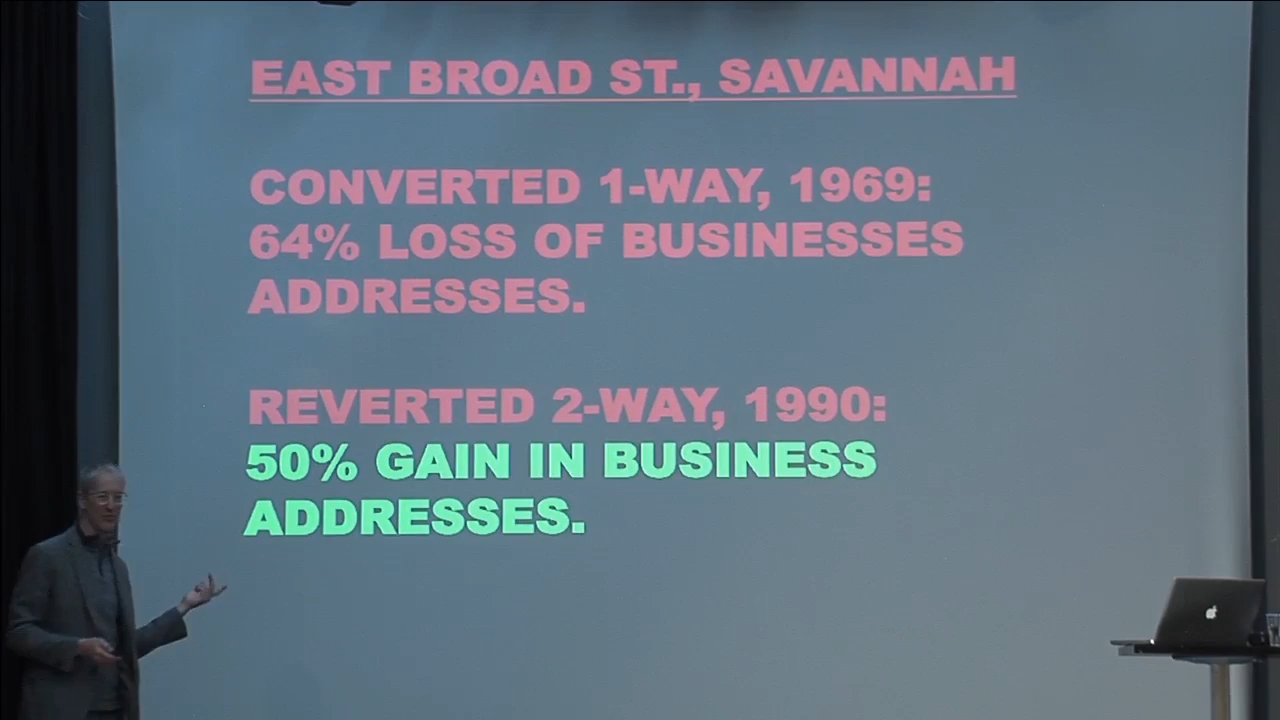 EAST BROAD ST., SAVANNAH
CONVERTED 1-WAY, 1969:
64% LOSS OF BUSINESSES
ADDRESSES.
REVERTED 2-WAY, 1990:
50% GAIN IN BUSINESS
ADDRESSES.